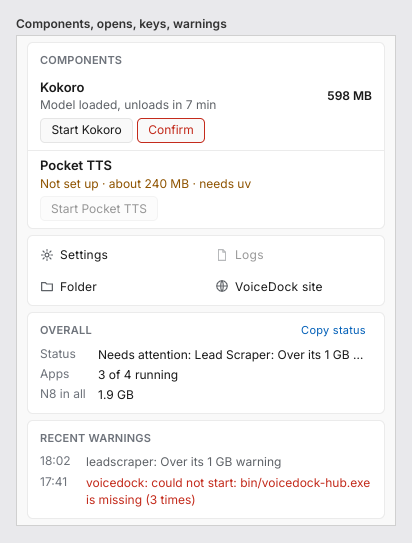 Components, opens, keys, warnings
COMPONENTS
Kokoro
Model loaded, unloads in 7 min
598 MB
Start Kokoro
Confirm
Pocket TTS
Not set up · about 240 MB · needs uv
Start Pocket TTS
Settings
Logs
Folder
VoiceDock site
OVERALL
Copy status
Status Needs attention: Lead Scraper: Over its 1 GB ...
Apps 3 of 4 running
N8 in all 1.9 GB
RECENT WARNINGS
18:02 leadscraper: Over its 1 GB warning
17:41 voicedock: could not start: bin/voicedock-hub.exe
is missing (3 times)